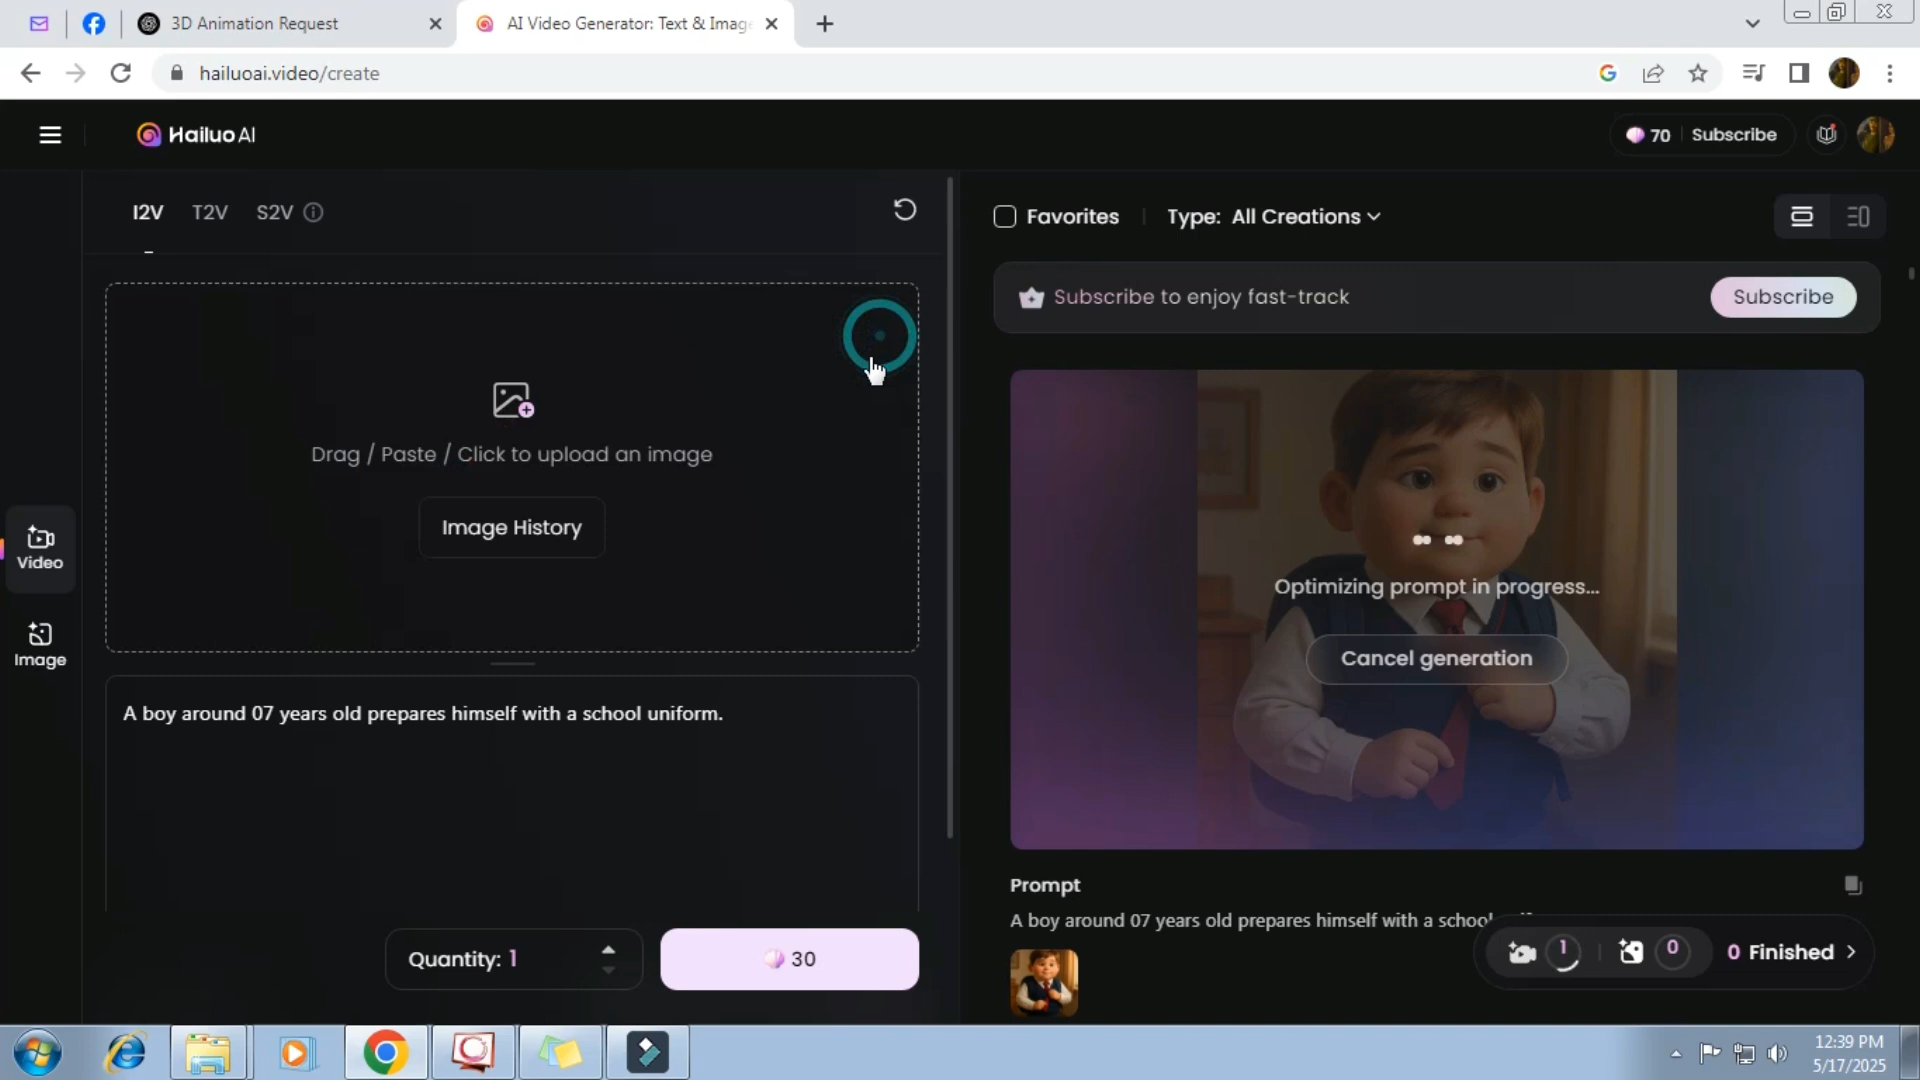 3D Animation Request
AI Video Generator: Text & Imag
hailuoai.video/create
Hailuo AI
70 Subscribe
I2V T2V S2V
Favorites Type: All Creations
Subscribe to enjoy fast-track Subscribe
Drag / Paste / Click to upload an image
Image History
Video
Image
Optimizing prompt in progress...
Cancel generation
A boy around 07 years old prepares himself with a school uniform.
Prompt
A boy around 07 years old prepares himself with a school
Quantity: 1
30
1 0 0 Finished
12:39 PM
5/17/2025